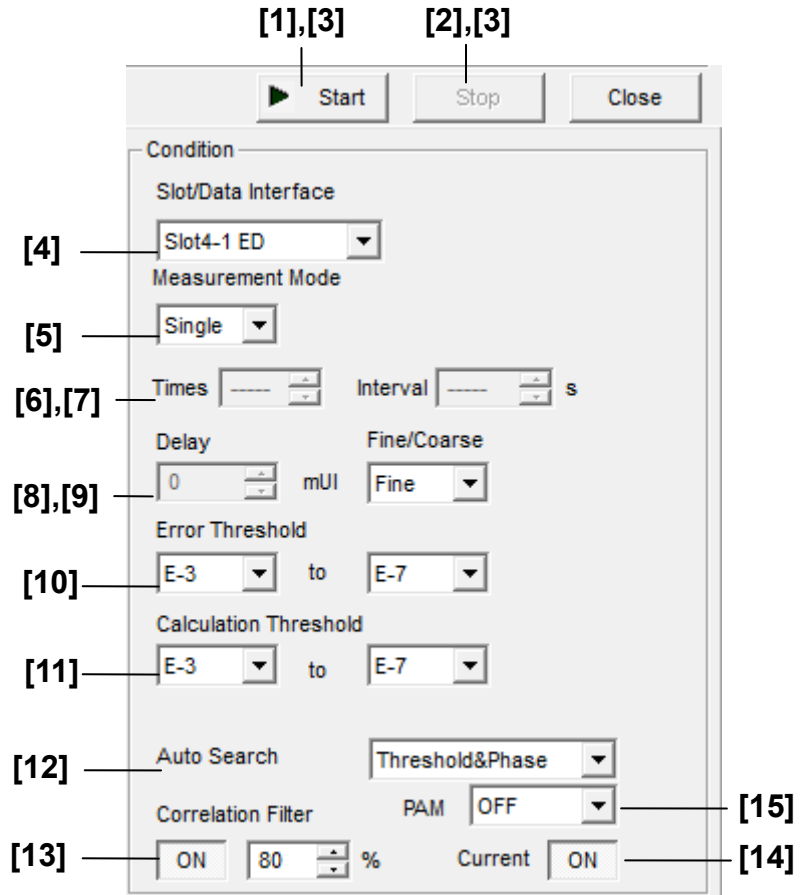 [1],[3] [2],[3]
Start Stop Close
Condition
Slot/Data Interface
[4] Slot4-1 ED
Measurement Mode
[5] Single
[6],[7] Times ----- Interval ----- s
Delay Fine/Coarse
[8],[9] 0 mUI Fine
Error Threshold
[10] E-3 to E-7
Calculation Threshold
[11] E-3 to E-7
[12] Auto Search Threshold&Phase
Correlation Filter PAM OFF [15]
[13] ON 80 % Current ON [14]